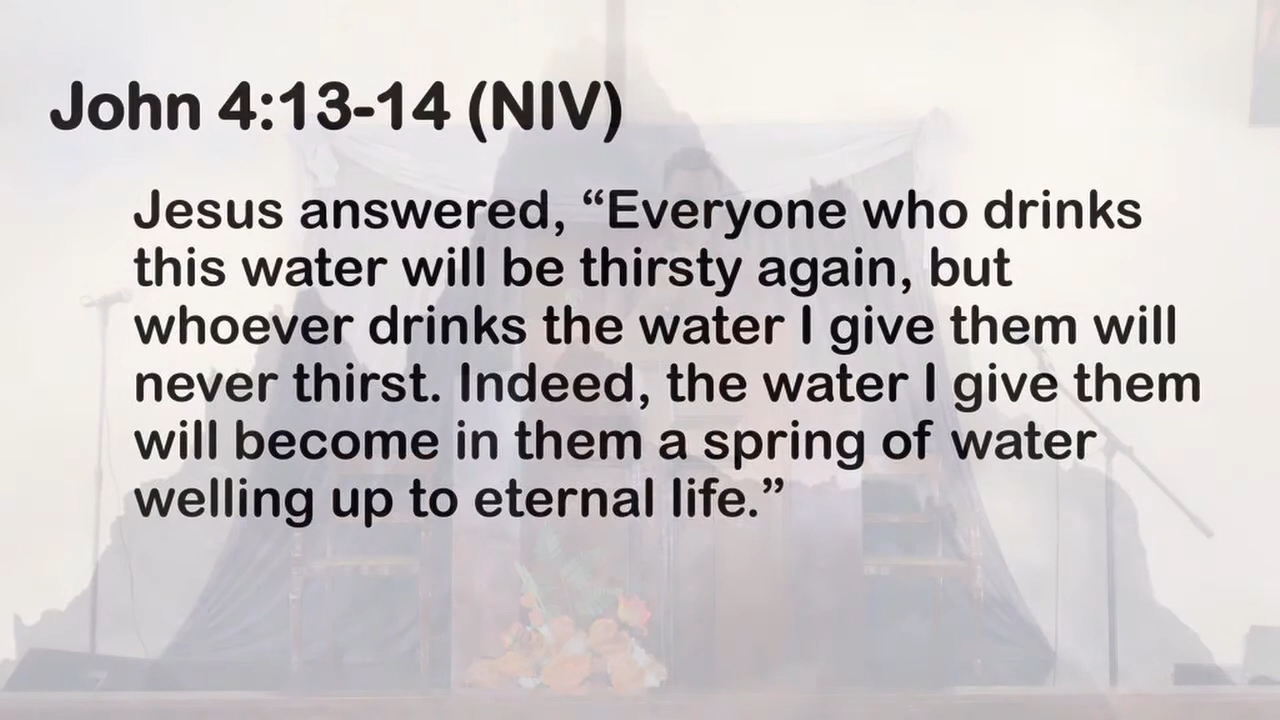 John 4:13-14 (NIV)
Jesus answered, “Everyone who drinks
this water will be thirsty again, but
whoever drinks the water I give them will
never thirst. Indeed, the water I give them
will become in them a spring of water
welling up to eternal life.”